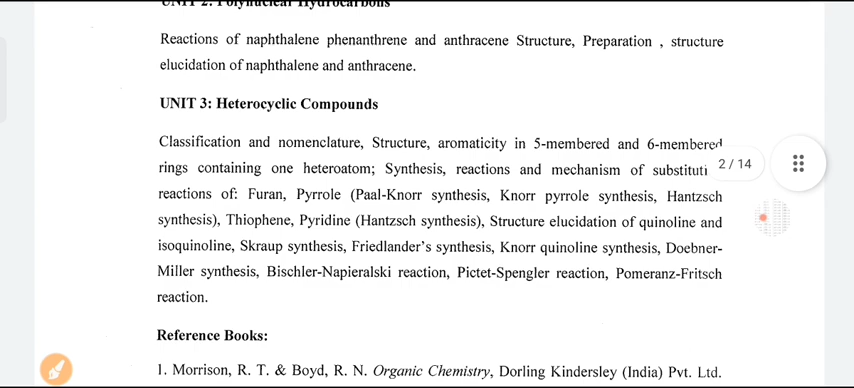 UNIT 2: Polynuclear Hydrocarbons
Reactions of naphthalene phenanthrene and anthracene Structure, Preparation , structure
elucidation of naphthalene and anthracene.
UNIT 3: Heterocyclic Compounds
Classification and nomenclature, Structure, aromaticity in 5-membered and 6-membered
rings containing one heteroatom; Synthesis, reactions and mechanism of substituti
2 / 14
reactions of: Furan, Pyrrole (Paal-Knorr synthesis, Knorr pyrrole synthesis, Hantzsch
synthesis), Thiophene, Pyridine (Hantzsch synthesis), Structure elucidation of quinoline and
isoquinoline, Skraup synthesis, Friedlander's synthesis, Knorr quinoline synthesis, Doebner-
Miller synthesis, Bischler-Napieralski reaction, Pictet-Spengler reaction, Pomeranz-Fritsch
reaction.
Reference Books:
1. Morrison, R. T. & Boyd, R. N. Organic Chemistry, Dorling Kindersley (India) Pvt. Ltd.